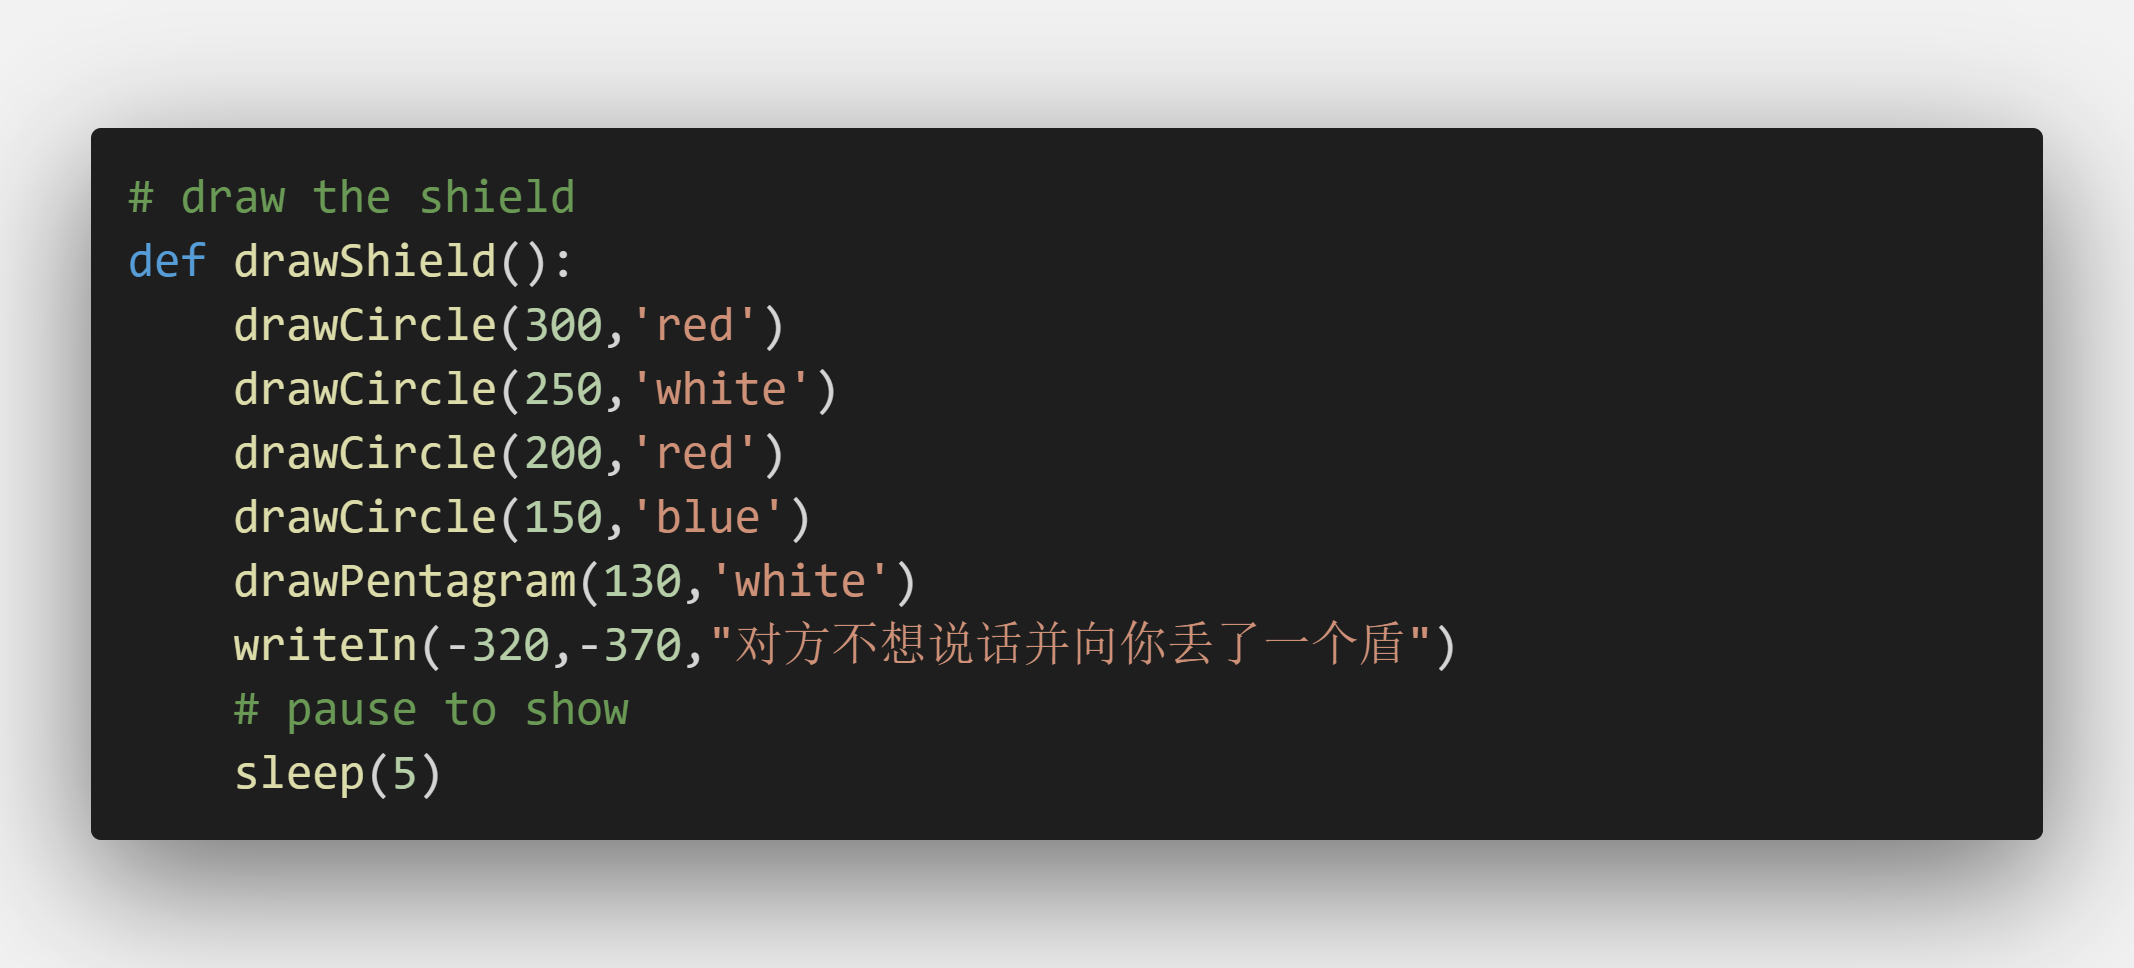 # draw the shield
def drawShield():
    drawCircle(300,'red')
    drawCircle(250,'white')
    drawCircle(200,'red')
    drawCircle(150,'blue')
    drawPentagram(130,'white')
    writeIn(-320,-370,"对方不想说话并向你丢了一个盾")
    # pause to show
    sleep(5)